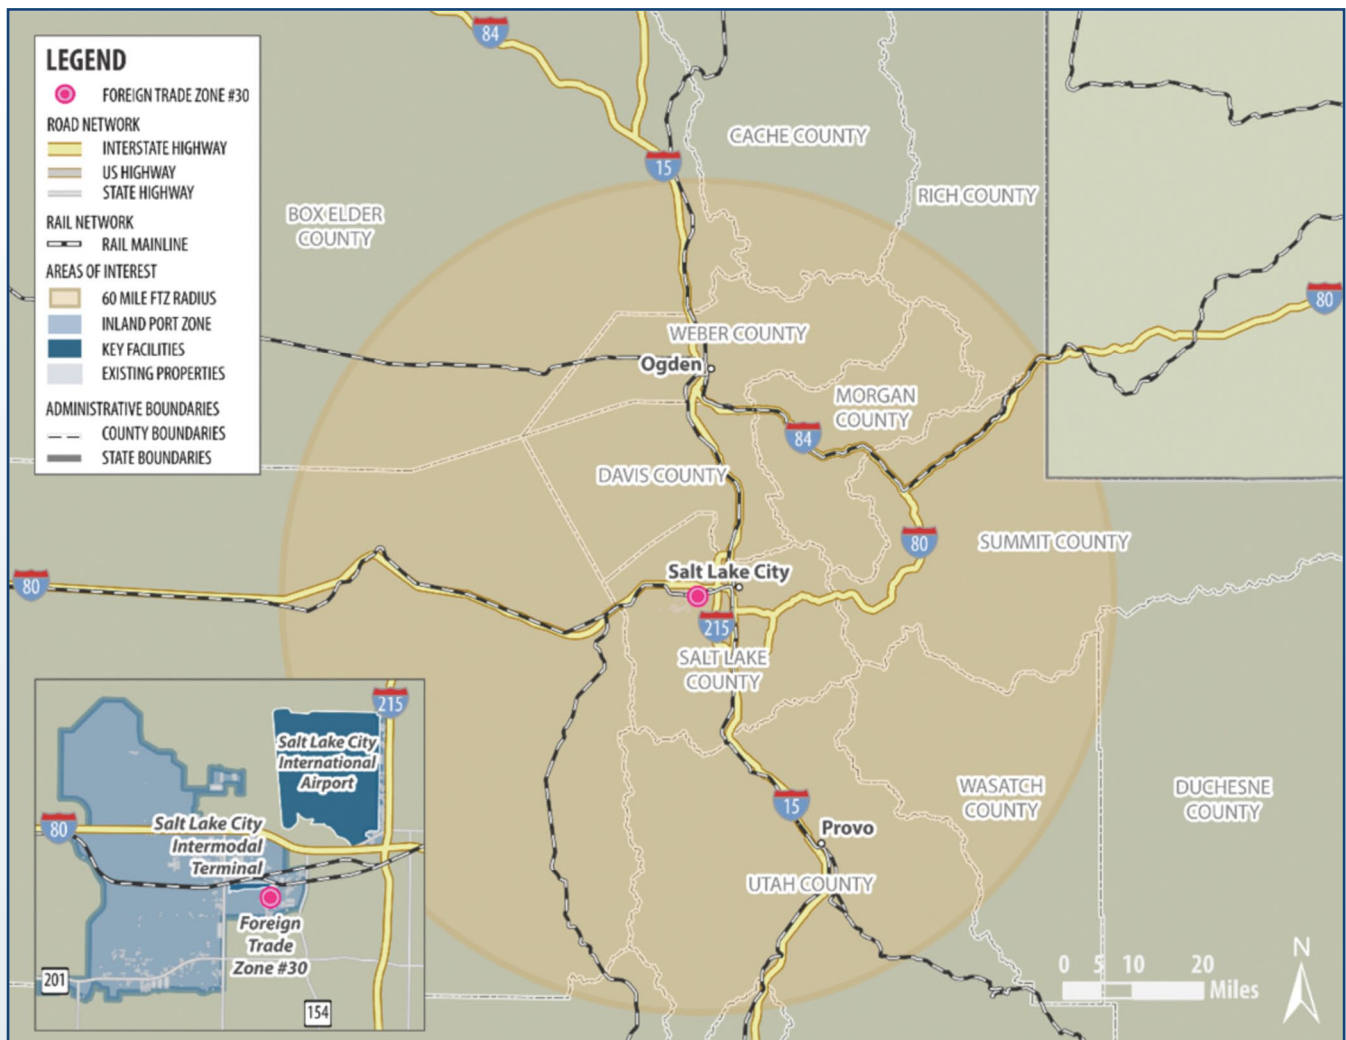 LEGEND
FOREIGN TRADE ZONE #30
ROAD NETWORK
INTERSTATE HIGHWAY
US HIGHWAY
STATE HIGHWAY
RAIL NETWORK
RAIL MAINLINE
AREAS OF INTEREST
60 MILE FTZ RADIUS
INLAND PORT ZONE
KEY FACILITIES
EXISTING PROPERTIES
ADMINISTRATIVE BOUNDARIES
COUNTY BOUNDARIES
STATE BOUNDARIES
84
15
CACHE COUNTY
RICH COUNTY
BOX ELDER
COUNTY
80
WEBER COUNTY
Ogden
MORGAN
COUNTY
84
DAVIS COUNTY
80
SUMMIT COUNTY
80
Salt Lake City
215
SALT LAKE
COUNTY
WASATCH
COUNTY
DUCHESNE
COUNTY
15
Provo
UTAH COUNTY
215
Salt Lake City
International
Airport
80
Salt Lake City
Intermodal
Terminal
Foreign
Trade
Zone #30
201
154
0 5 10 20
Miles
N